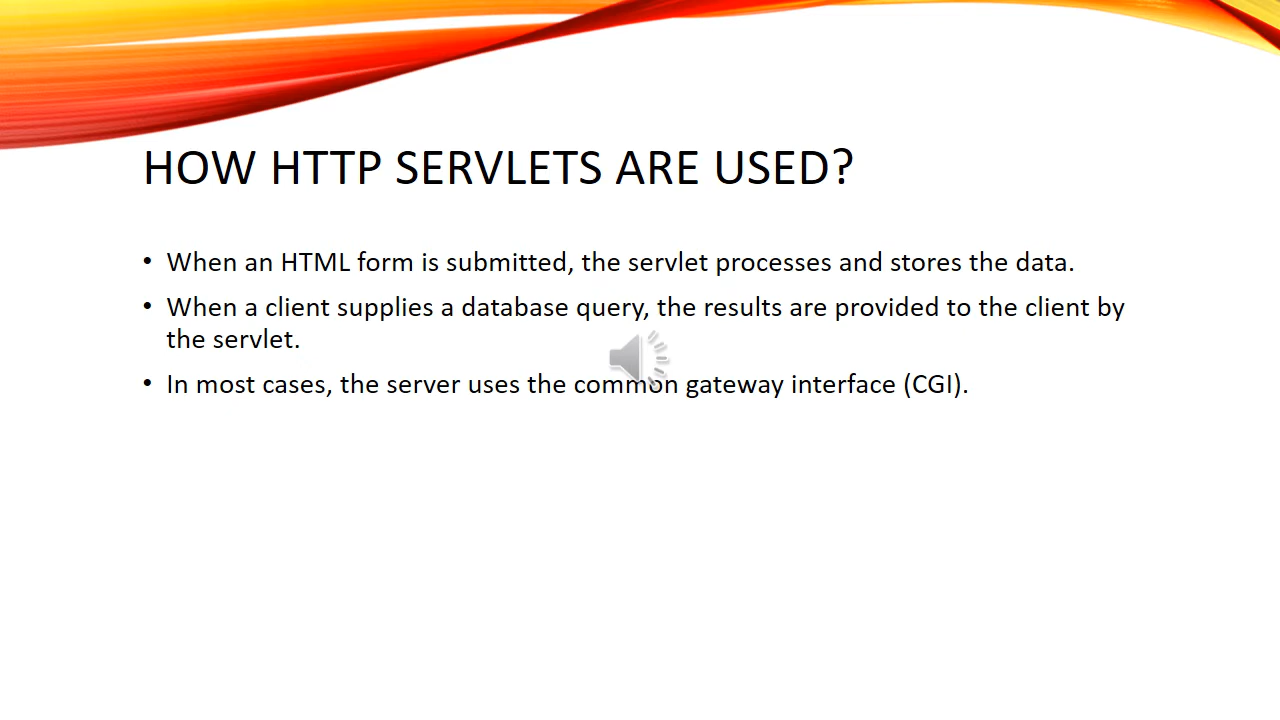 HOW HTTP SERVLETS ARE USED?
• When an HTML form is submitted, the servlet processes and stores the data.
• When a client supplies a database query, the results are provided to the client by
the servlet.
• In most cases, the server uses the common gateway interface (CGI).